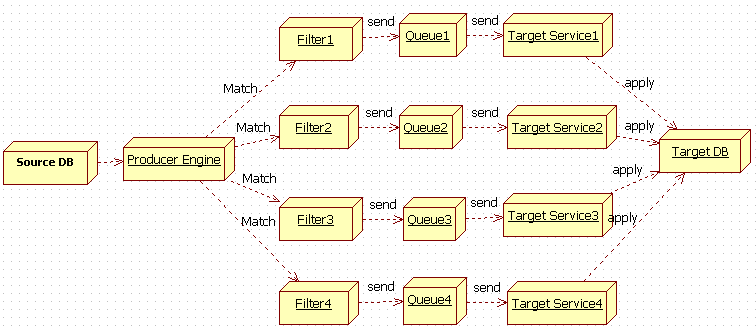 send
send
Filter1
Queue1
Target Service1
Match
apply
send
send
Match
Filter2
Queue2
Target Service2
apply
Source DB
Producer Engine
Target DB
Match
send
send
apply
Filter3
Queue3
Target Service3
Match
apply
send
send
Filter4
Queue4
Target Service4